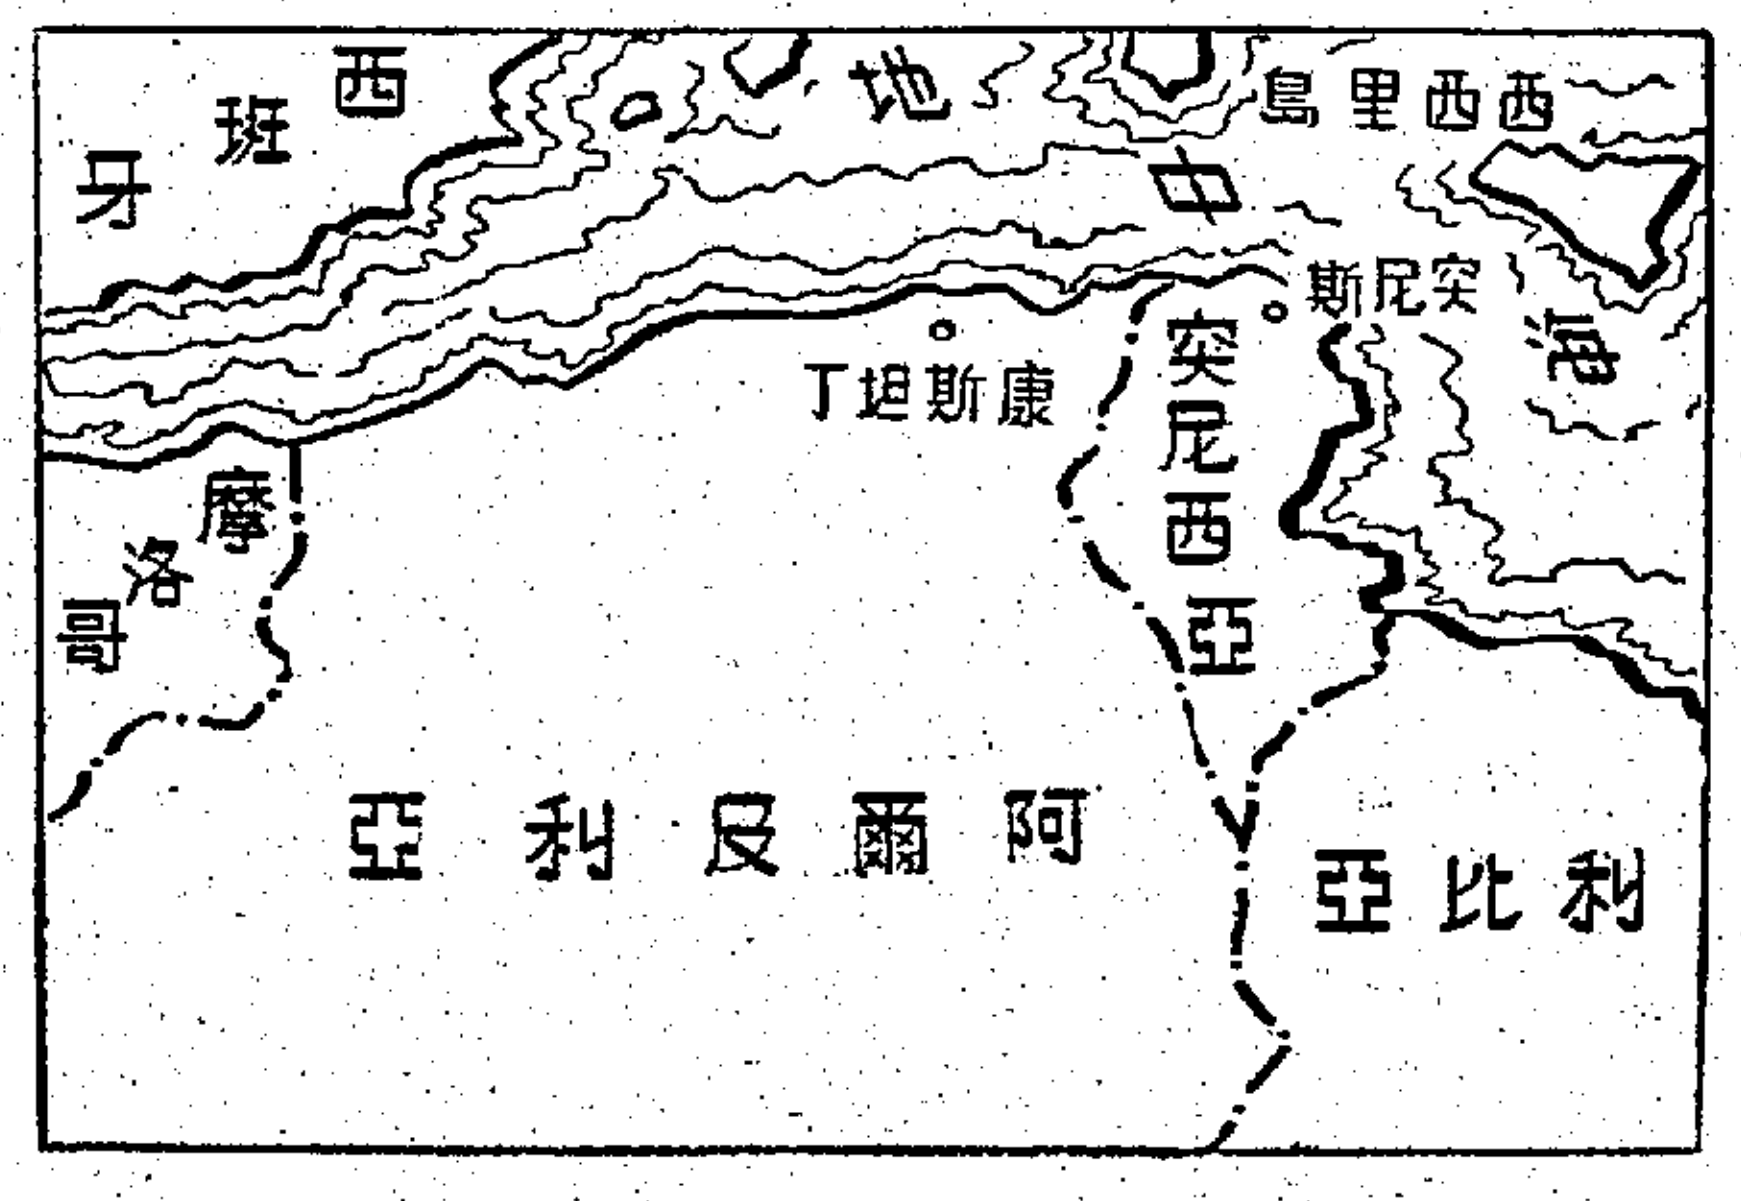 西班牙
地中海
西西里島
突尼斯
康斯坦丁
突尼西亞
摩洛哥
阿爾及利亞
利比亞